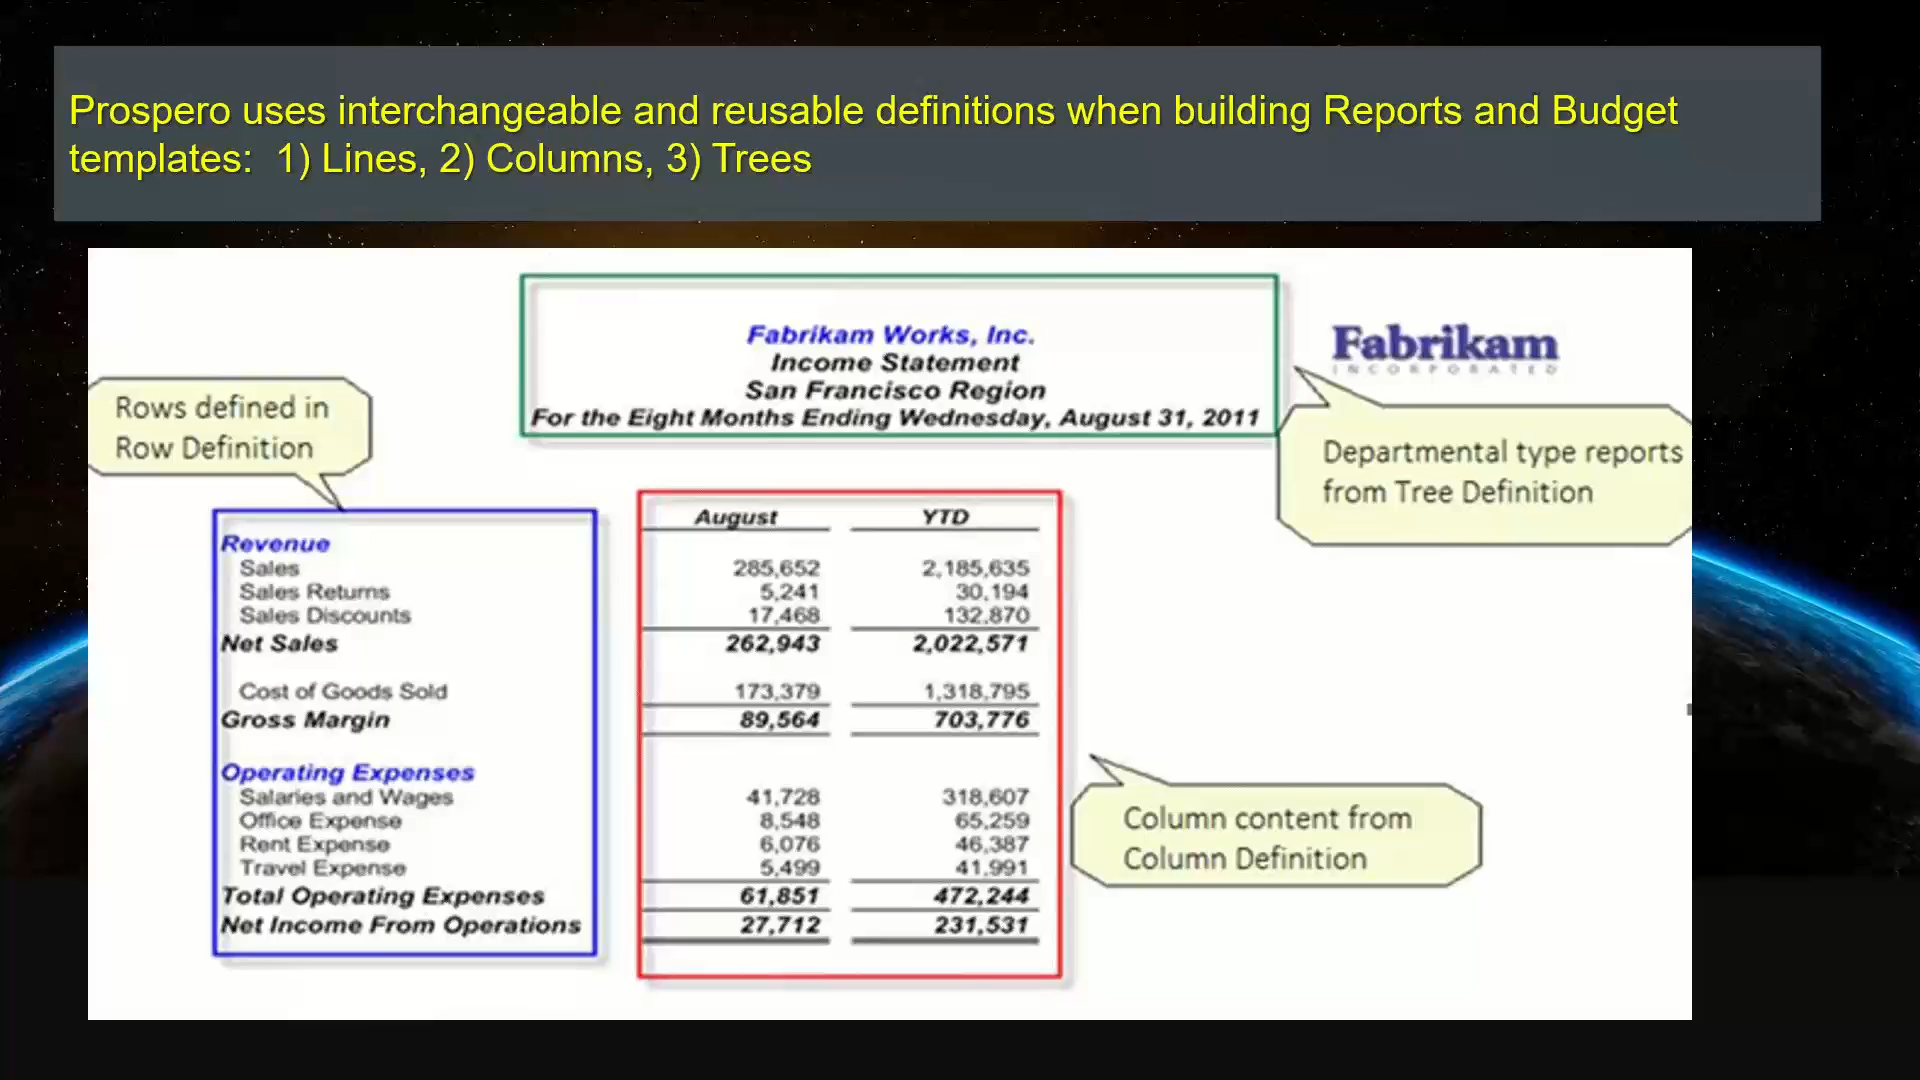 Prospero uses interchangeable and reusable definitions when building Reports and Budget
templates:  1) Lines, 2) Columns, 3) Trees
Fabrikam Works, Inc.
Income Statement
San Francisco Region
For the Eight Months Ending Wednesday, August 31, 2011
Fabrikam
INCORPORATED
Rows defined in
Row Definition
Departmental type reports
from Tree Definition
August YTD
Revenue
Sales 285,652 2,185,635
Sales Returns 5,241 30,194
Sales Discounts 17,468 132,870
Net Sales 262,943 2,022,571
Cost of Goods Sold 173,379 1,318,795
Gross Margin 89,564 703,776
Operating Expenses
Salaries and Wages 41,728 318,607
Office Expense 8,548 65,259
Rent Expense 6,076 46,387
Travel Expense 5,499 41,991
Total Operating Expenses 61,851 472,244
Net Income From Operations 27,712 231,531
Column content from
Column Definition